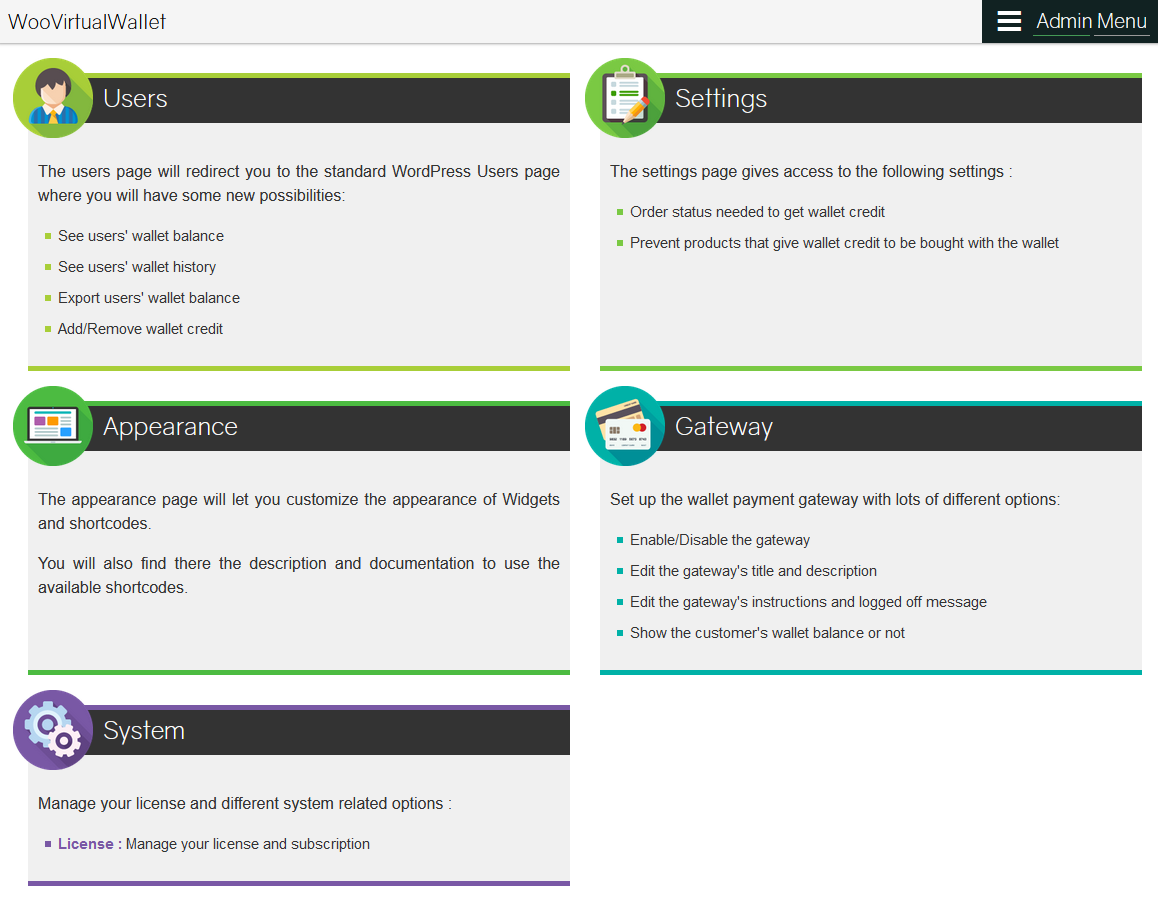 WooVirtualWallet
Admin Menu
Users
The users page will redirect you to the standard WordPress Users page
where you will have some new possibilities:
See users' wallet balance
See users' wallet history
Export users' wallet balance
Add/Remove wallet credit
Settings
The settings page gives access to the following settings :
Order status needed to get wallet credit
Prevent products that give wallet credit to be bought with the wallet
Appearance
The appearance page will let you customize the appearance of Widgets
and shortcodes.
You will also find there the description and documentation to use the
available shortcodes.
Gateway
Set up the wallet payment gateway with lots of different options:
Enable/Disable the gateway
Edit the gateway's title and description
Edit the gateway's instructions and logged off message
Show the customer's wallet balance or not
System
Manage your license and different system related options :
License : Manage your license and subscription